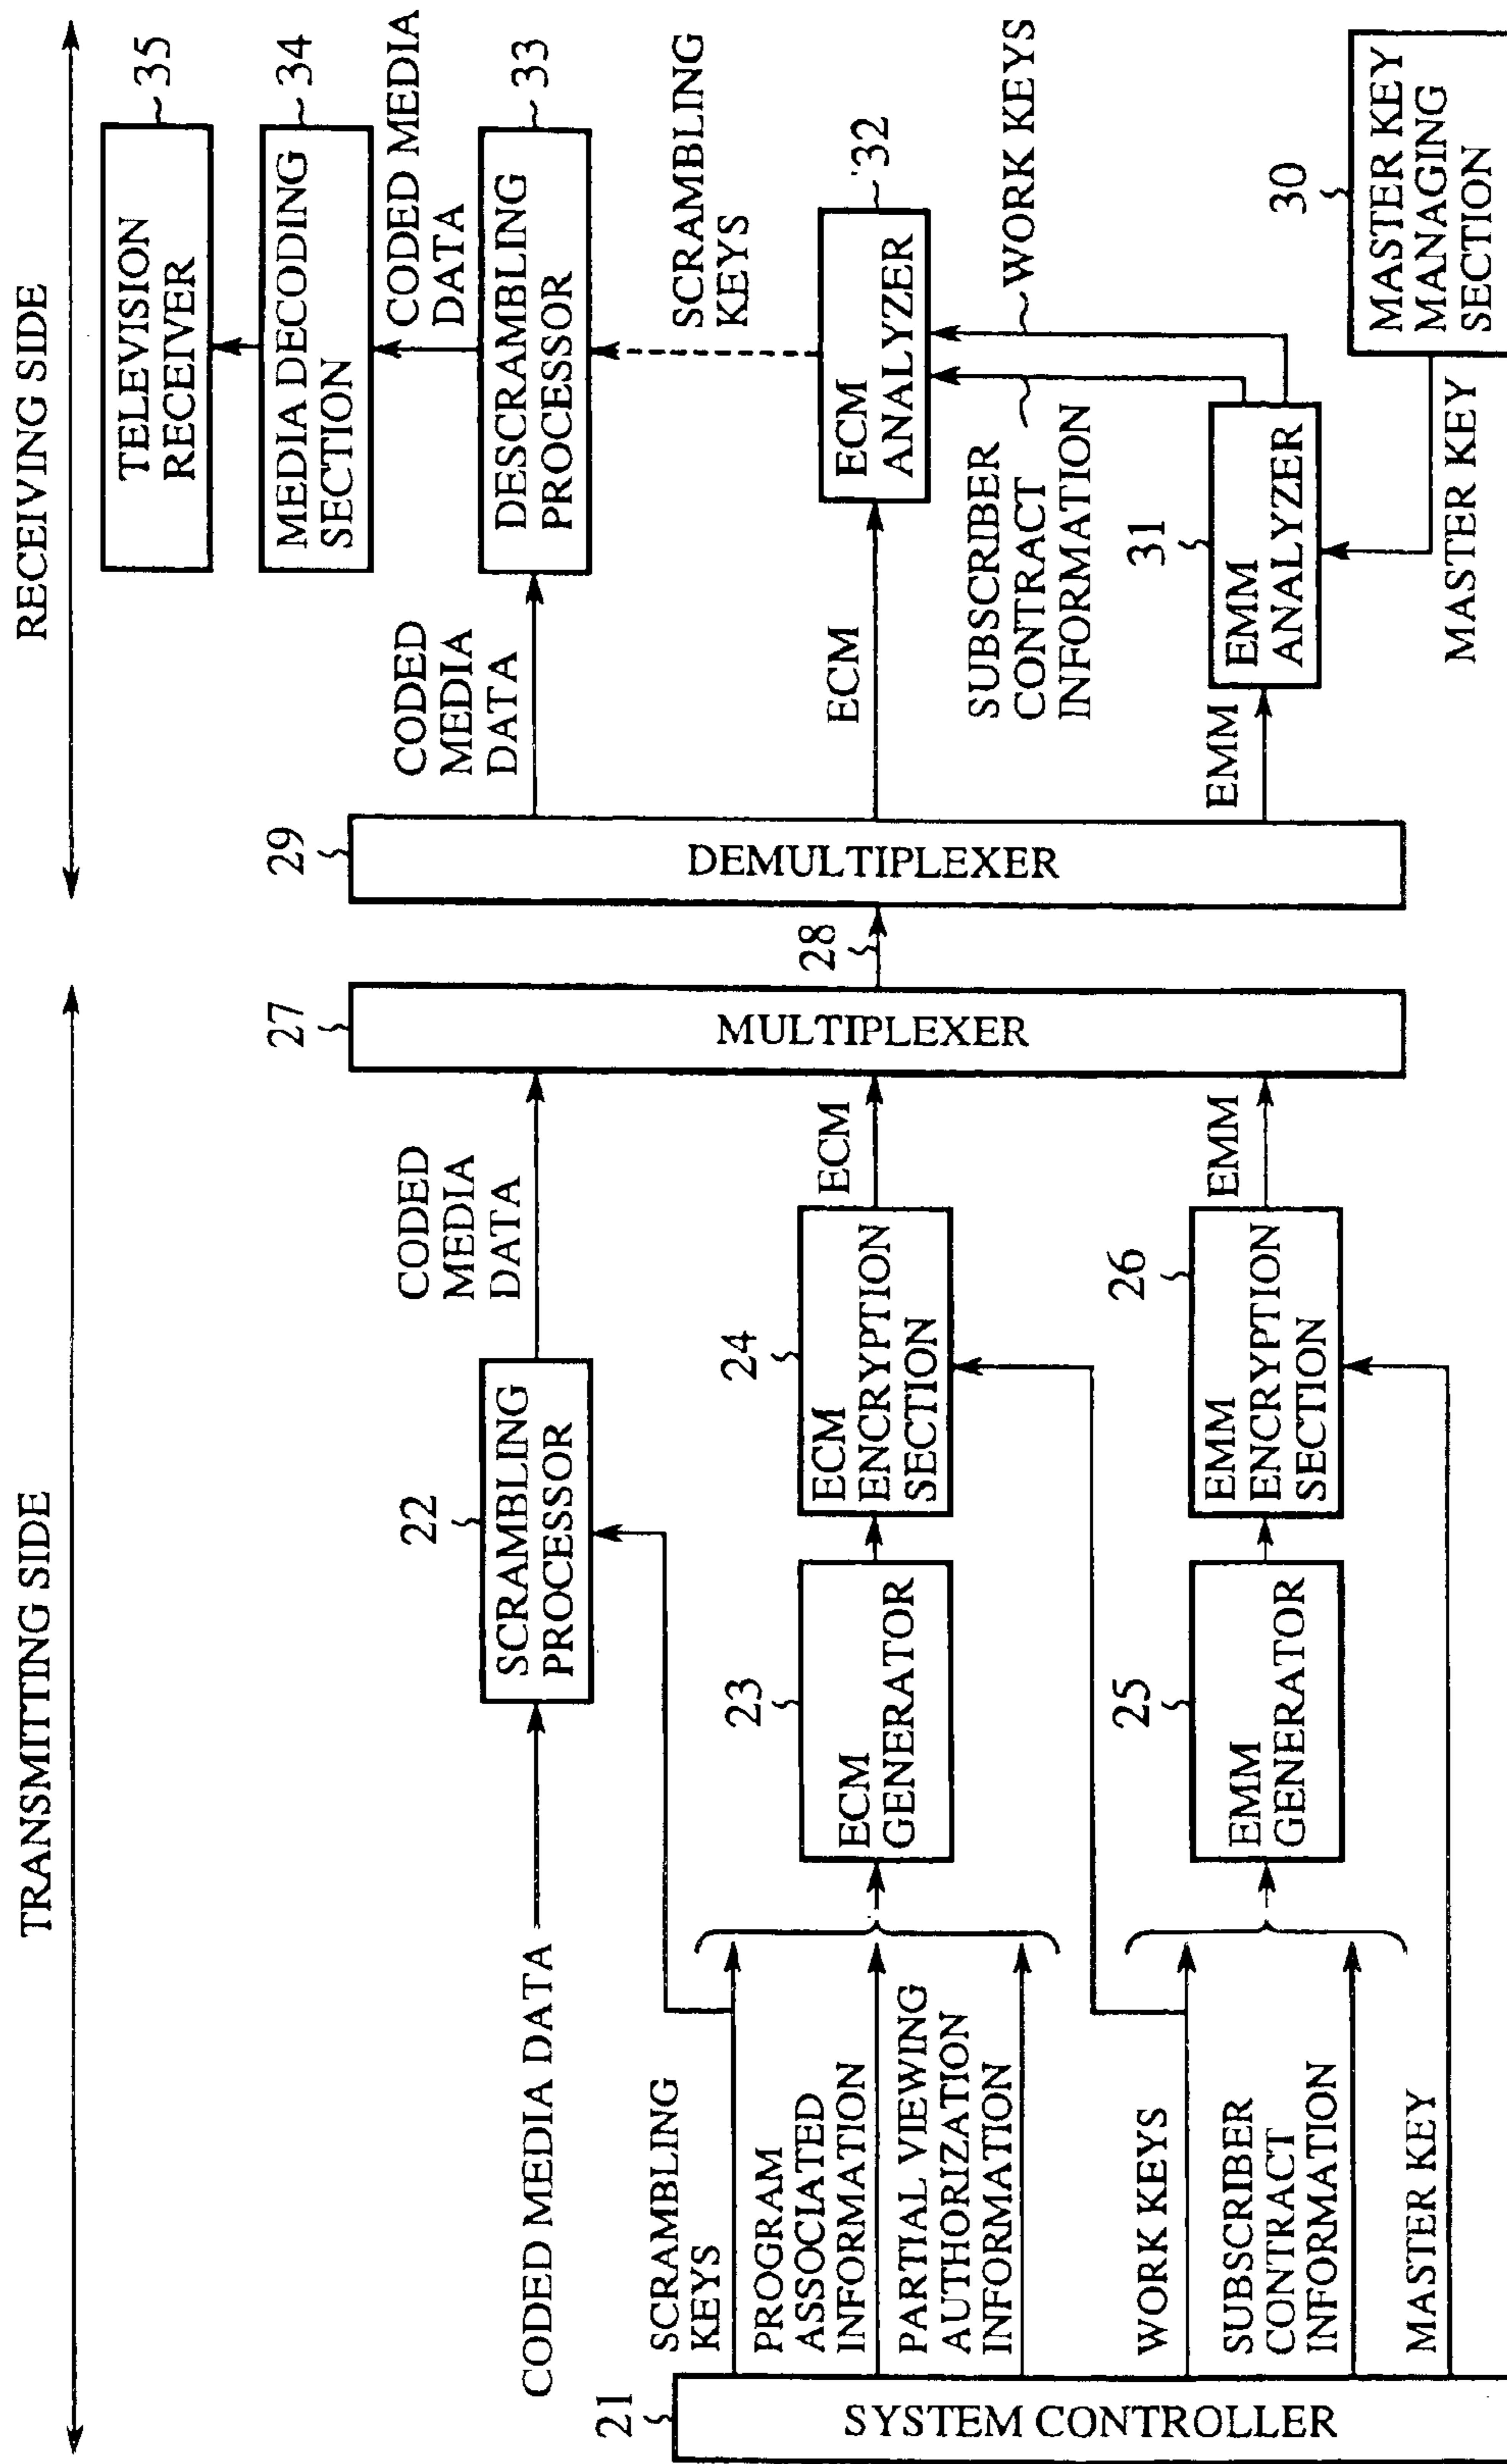 TRANSMITTING SIDE
RECEIVING SIDE
21
SYSTEM CONTROLLER
CODED MEDIA DATA
SCRAMBLING
KEYS
PROGRAM
ASSOCIATED
INFORMATION
PARTIAL VIEWING
AUTHORIZATION
INFORMATION
WORK KEYS
SUBSCRIBER
CONTRACT
INFORMATION
MASTER KEY
22
SCRAMBLING
PROCESSOR
23
ECM
GENERATOR
25
EMM
GENERATOR
24
ECM
ENCRYPTION
SECTION
26
EMM
ENCRYPTION
SECTION
CODED
MEDIA
DATA
ECM
EMM
27
MULTIPLEXER
28
29
DEMULTIPLEXER
CODED
MEDIA
DATA
ECM
EMM
35
TELEVISION
RECEIVER
34
MEDIA DECODING
SECTION
CODED MEDIA
DATA
33
DESCRAMBLING
PROCESSOR
SCRAMBLING
KEYS
32
ECM
ANALYZER
SUBSCRIBER
CONTRACT
INFORMATION
WORK KEYS
31
EMM
ANALYZER
MASTER KEY
30
MASTER KEY
MANAGING
SECTION